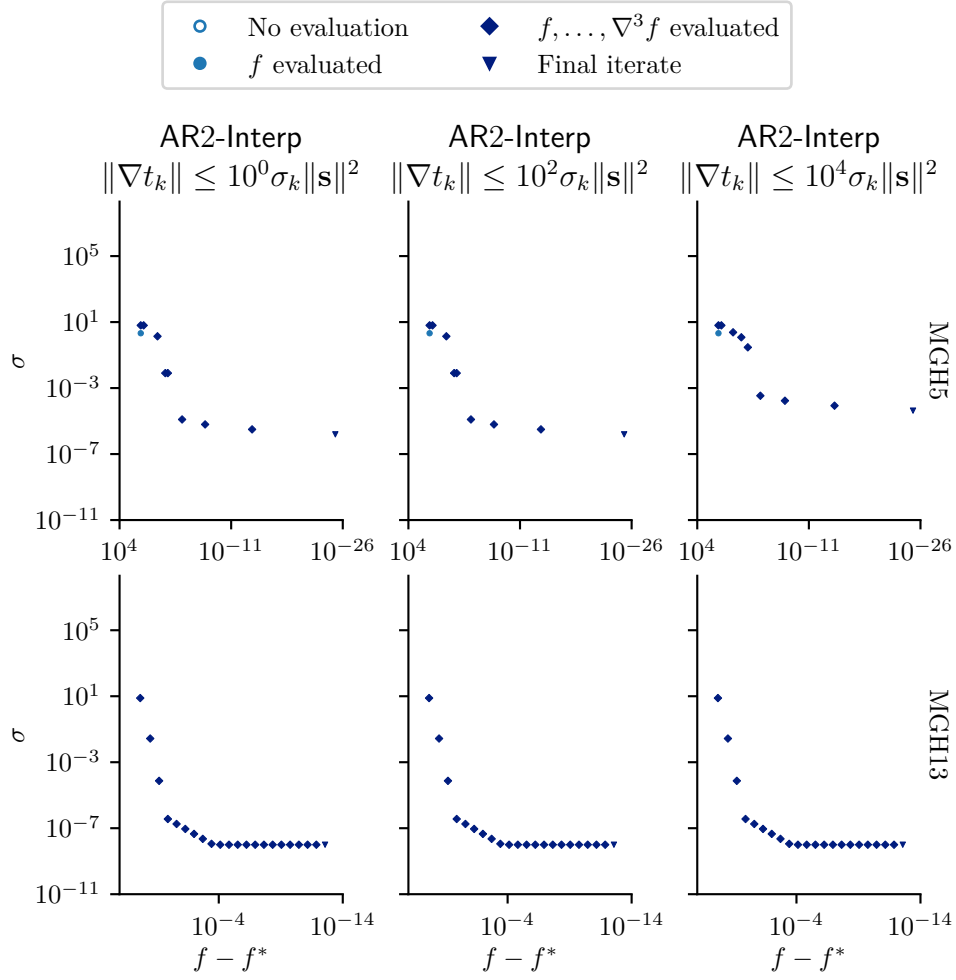 No evaluation
f evaluated
f, . . . , ∇³f evaluated
Final iterate
AR2-Interp
‖∇t_k‖ ≤ 10⁰σ_k‖s‖²
AR2-Interp
‖∇t_k‖ ≤ 10²σ_k‖s‖²
AR2-Interp
‖∇t_k‖ ≤ 10⁴σ_k‖s‖²
10⁵
10¹
10⁻³
10⁻⁷
10⁻¹¹
σ
10⁴ 10⁻¹¹ 10⁻²⁶
10⁴ 10⁻¹¹ 10⁻²⁶
10⁴ 10⁻¹¹ 10⁻²⁶
MGH5
10⁵
10¹
10⁻³
10⁻⁷
10⁻¹¹
σ
10⁻⁴ 10⁻¹⁴
f − f*
10⁻⁴ 10⁻¹⁴
f − f*
10⁻⁴ 10⁻¹⁴
f − f*
MGH13